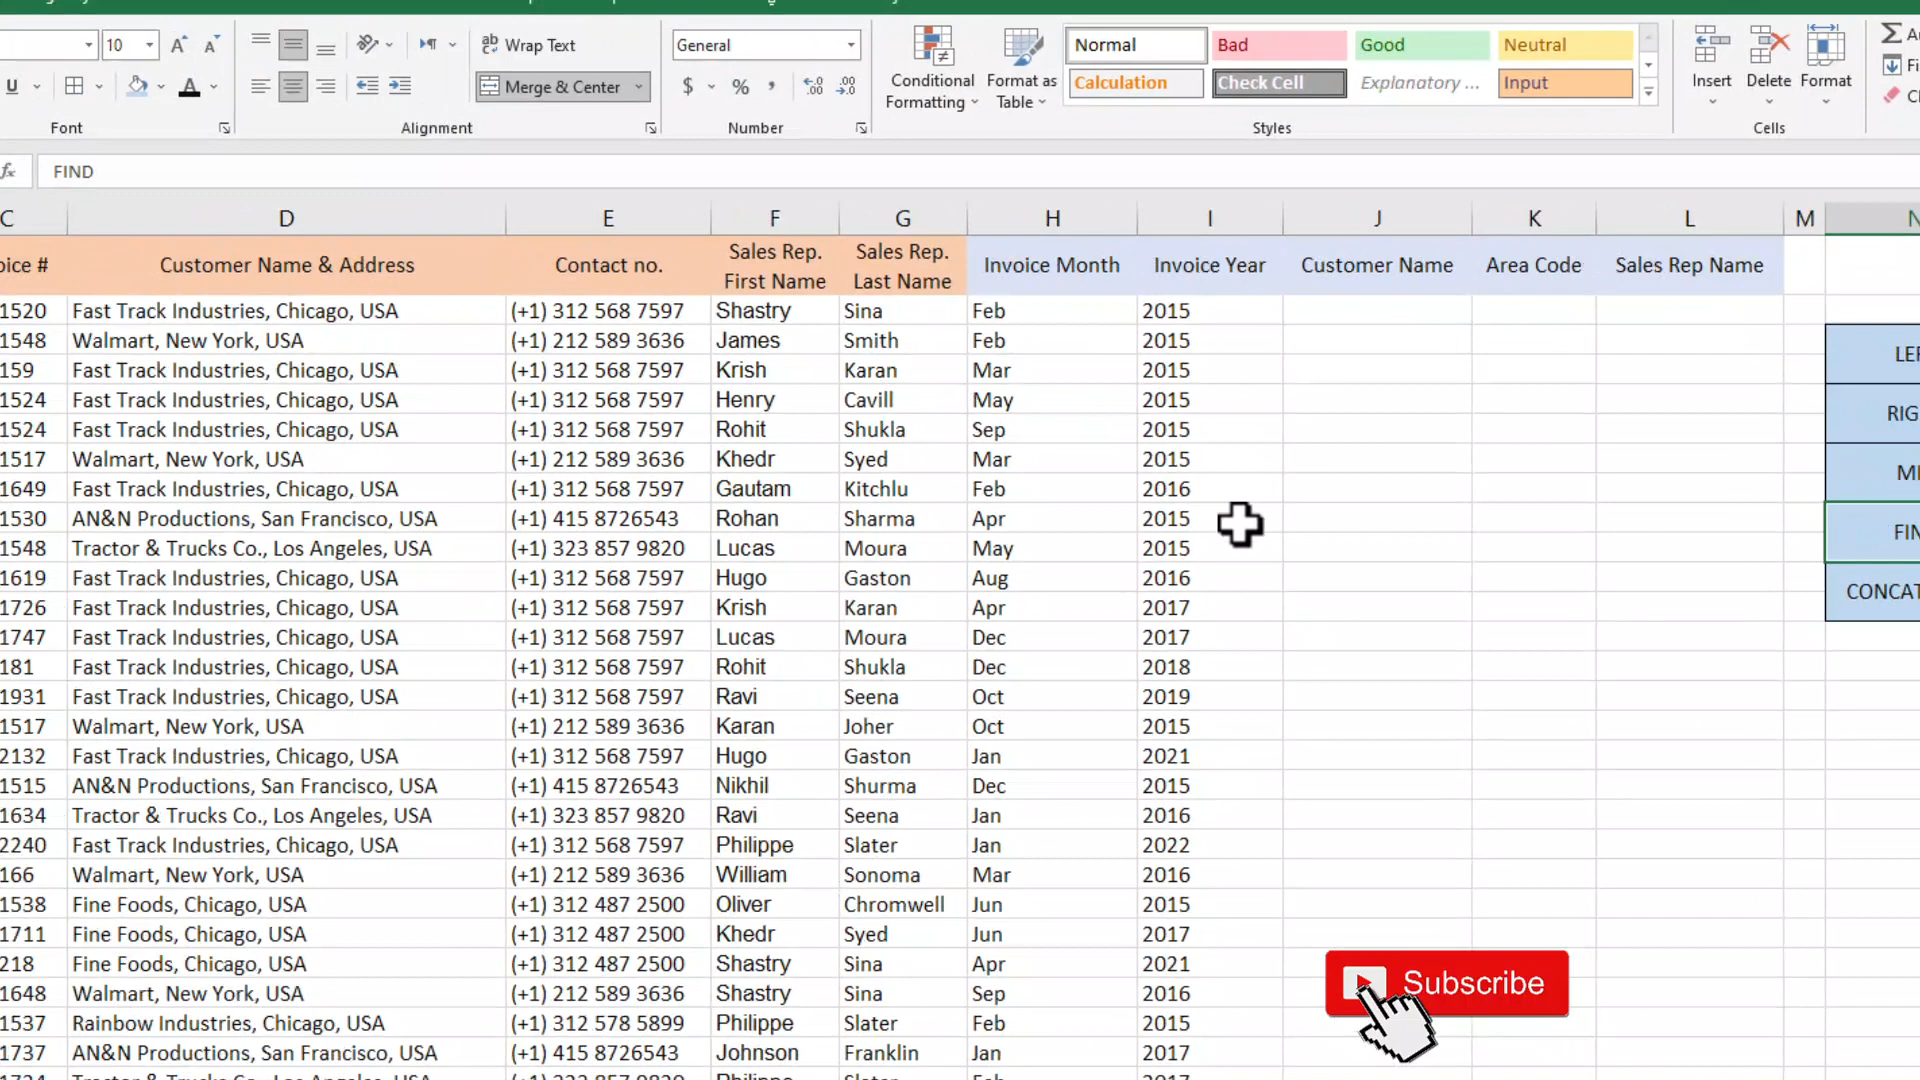 10
Wrap Text
General
Conditional Formatting
Format as Table
Normal
Bad
Good
Neutral
Calculation
Check Cell
Explanatory ...
Input
Insert
Delete
Format
U
A
Merge & Center
$ % ,
Font
Alignment
Number
Styles
Cells
fx FIND
C D E F G H I J K L M
oice # Customer Name & Address Contact no. Sales Rep. First Name Sales Rep. Last Name Invoice Month Invoice Year Customer Name Area Code Sales Rep Name
1520 Fast Track Industries, Chicago, USA (+1) 312 568 7597 Shastry Sina Feb 2015
1548 Walmart, New York, USA (+1) 212 589 3636 James Smith Feb 2015
159 Fast Track Industries, Chicago, USA (+1) 312 568 7597 Krish Karan Mar 2015
1524 Fast Track Industries, Chicago, USA (+1) 312 568 7597 Henry Cavill May 2015
1524 Fast Track Industries, Chicago, USA (+1) 312 568 7597 Rohit Shukla Sep 2015
1517 Walmart, New York, USA (+1) 212 589 3636 Khedr Syed Mar 2015
1649 Fast Track Industries, Chicago, USA (+1) 312 568 7597 Gautam Kitchlu Feb 2016
1530 AN&N Productions, San Francisco, USA (+1) 415 8726543 Rohan Sharma Apr 2015
1548 Tractor & Trucks Co., Los Angeles, USA (+1) 323 857 9820 Lucas Moura May 2015
1619 Fast Track Industries, Chicago, USA (+1) 312 568 7597 Hugo Gaston Aug 2016
1726 Fast Track Industries, Chicago, USA (+1) 312 568 7597 Krish Karan Apr 2017
1747 Fast Track Industries, Chicago, USA (+1) 312 568 7597 Lucas Moura Dec 2017
181 Fast Track Industries, Chicago, USA (+1) 312 568 7597 Rohit Shukla Dec 2018
1931 Fast Track Industries, Chicago, USA (+1) 312 568 7597 Ravi Seena Oct 2019
1517 Walmart, New York, USA (+1) 212 589 3636 Karan Joher Oct 2015
2132 Fast Track Industries, Chicago, USA (+1) 312 568 7597 Hugo Gaston Jan 2021
1515 AN&N Productions, San Francisco, USA (+1) 415 8726543 Nikhil Shurma Dec 2015
1634 Tractor & Trucks Co., Los Angeles, USA (+1) 323 857 9820 Ravi Seena Jan 2016
2240 Fast Track Industries, Chicago, USA (+1) 312 568 7597 Philippe Slater Jan 2022
166 Walmart, New York, USA (+1) 212 589 3636 William Sonoma Mar 2016
1538 Fine Foods, Chicago, USA (+1) 312 487 2500 Oliver Chromwell Jun 2015
1711 Fine Foods, Chicago, USA (+1) 312 487 2500 Khedr Syed Jun 2017
218 Fine Foods, Chicago, USA (+1) 312 487 2500 Shastry Sina Apr 2021
1648 Walmart, New York, USA (+1) 212 589 3636 Shastry Sina Sep 2016
1537 Rainbow Industries, Chicago, USA (+1) 312 578 5899 Philippe Slater Feb 2015
1737 AN&N Productions, San Francisco, USA (+1) 415 8726543 Johnson Franklin Jan 2017
LEF
RIG
MI
FIN
CONCAT
Subscribe